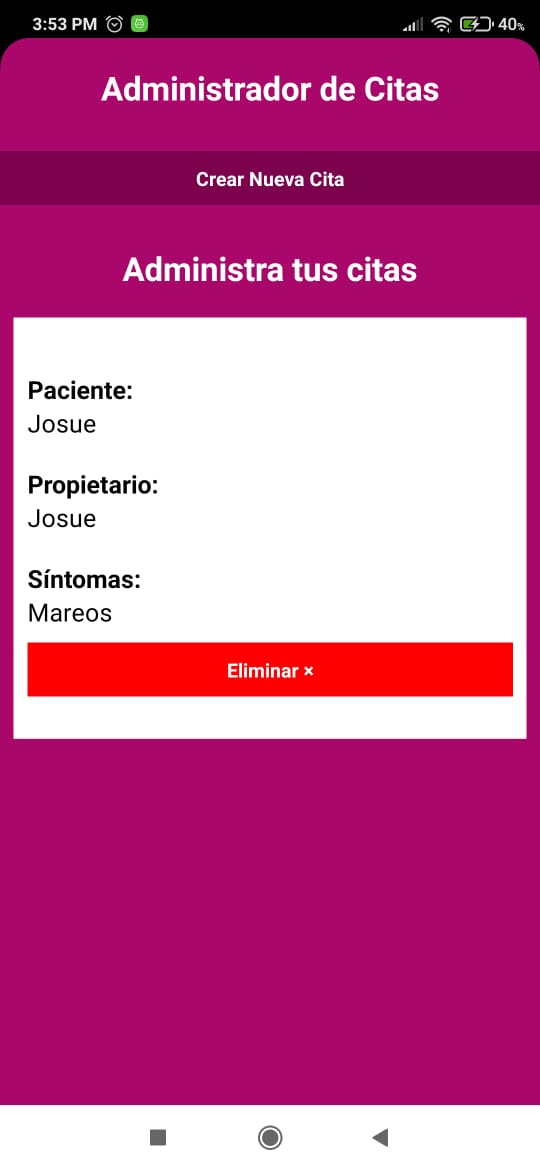 3:53 PM 40%
Administrador de Citas
Crear Nueva Cita
Administra tus citas
Paciente:
Josue
Propietario:
Josue
Síntomas:
Mareos
Eliminar ×